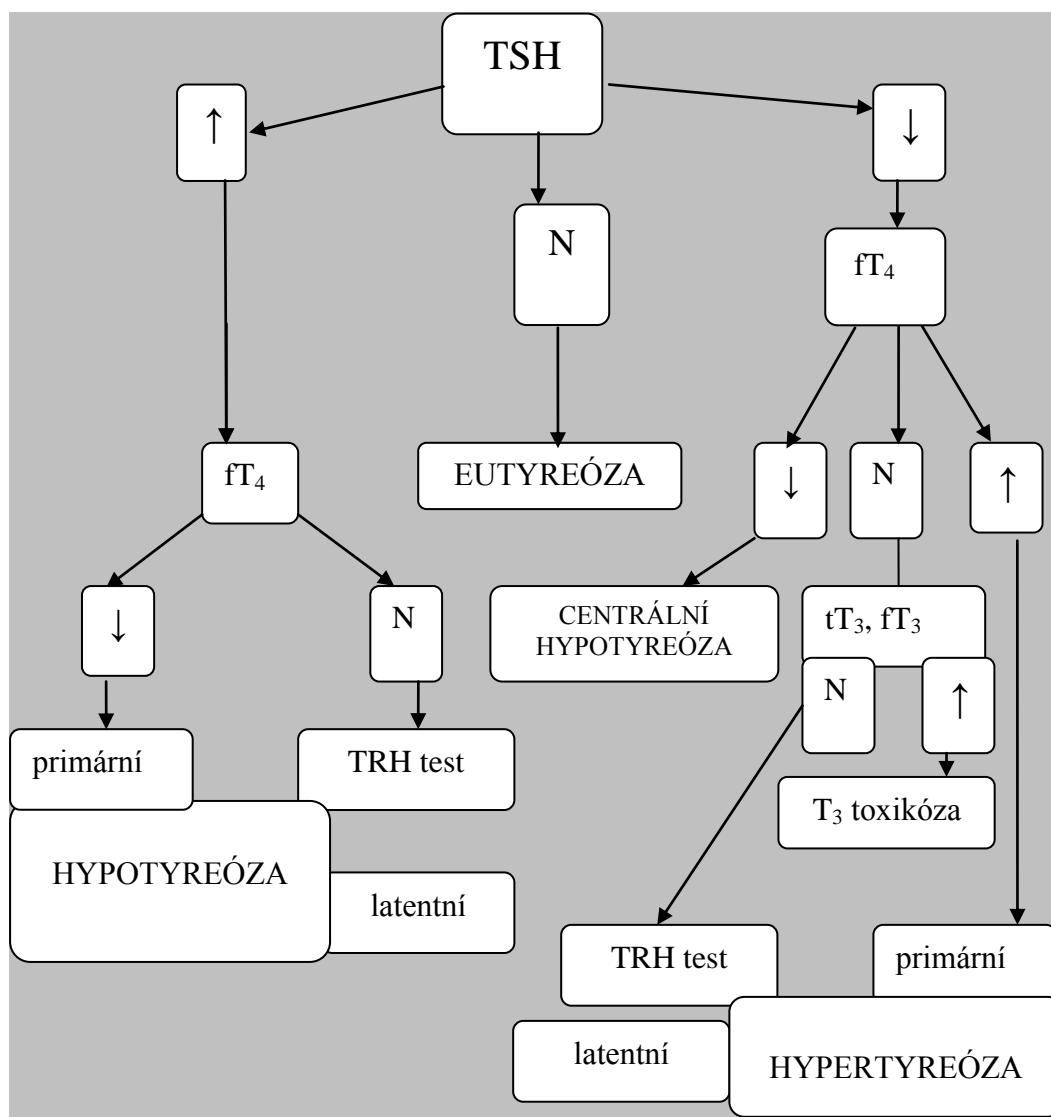 TSH
↑
↓
N
fT₄
fT₄
EUTYREÓZA
↓
N
↑
↓
N
CENTRÁLNÍ
HYPOTYREÓZA
tT₃, fT₃
N
↑
primární
TRH test
T₃ toxikóza
HYPOTYREÓZA
latentní
TRH test
primární
latentní
HYPERTYREÓZA